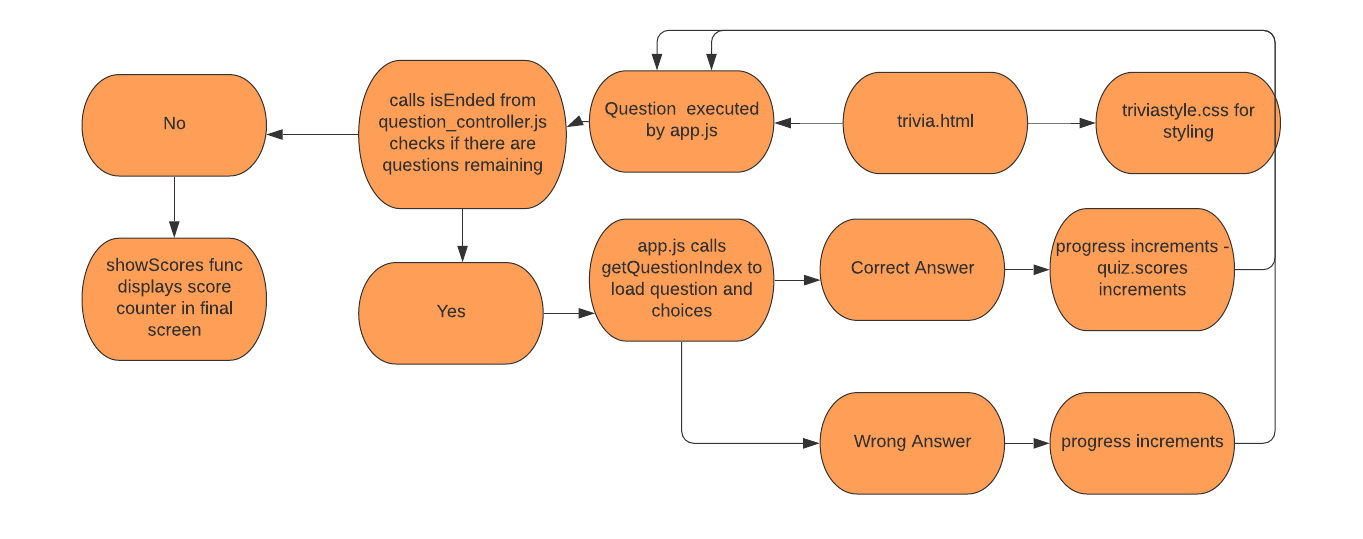 No
calls isEnded from
question_controller.js
checks if there are
questions remaining
Question executed
by app.js
trivia.html
triviastyle.css for
styling
showScores func
displays score
counter in final
screen
Yes
app.js calls
getQuestionIndex to
load question and
choices
Correct Answer
progress increments -
quiz.scores
increments
Wrong Answer
progress increments